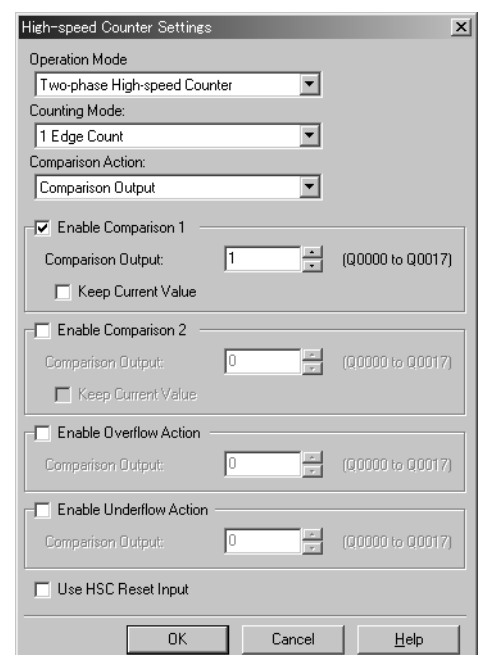 High-speed Counter Settings
Operation Mode
Two-phase High-speed Counter
Counting Mode:
1 Edge Count
Comparison Action:
Comparison Output
Enable Comparison 1
Comparison Output: 1 (Q0000 to Q0017)
Keep Current Value
Enable Comparison 2
Comparison Output: 0 (Q0000 to Q0017)
Keep Current Value
Enable Overflow Action
Comparison Output: 0 (Q0000 to Q0017)
Enable Underflow Action
Comparison Output: 0 (Q0000 to Q0017)
Use HSC Reset Input
OK Cancel Help